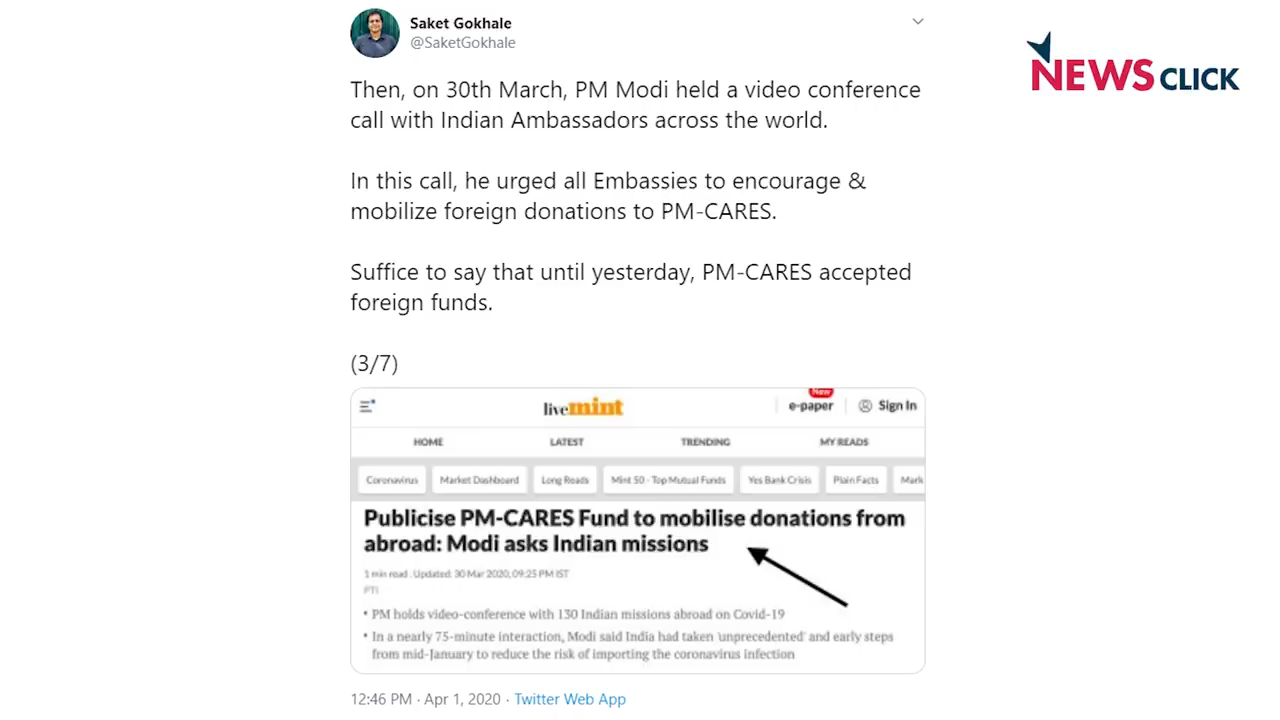 Saket Gokhale
@SaketGokhale
NEWSCLICK
Then, on 30th March, PM Modi held a video conference
call with Indian Ambassadors across the world.
In this call, he urged all Embassies to encourage &
mobilize foreign donations to PM-CARES.
Suffice to say that until yesterday, PM-CARES accepted
foreign funds.
(3/7)
livemint
New
e-paper
Sign In
HOME LATEST TRENDING MY READS
Coronavirus Market Dashboard Long Reads Mint 50 - Top Mutual Funds Yes Bank Crisis Plain Facts Mark
Publicise PM-CARES Fund to mobilise donations from
abroad: Modi asks Indian missions
1 min read . Updated: 30 Mar 2020, 09:25 PM IST
PTI
• PM holds video-conference with 130 Indian missions abroad on Covid-19
• In a nearly 75-minute interaction, Modi said India had taken 'unprecedented' and early steps
from mid-January to reduce the risk of importing the coronavirus infection
12:46 PM · Apr 1, 2020 · Twitter Web App